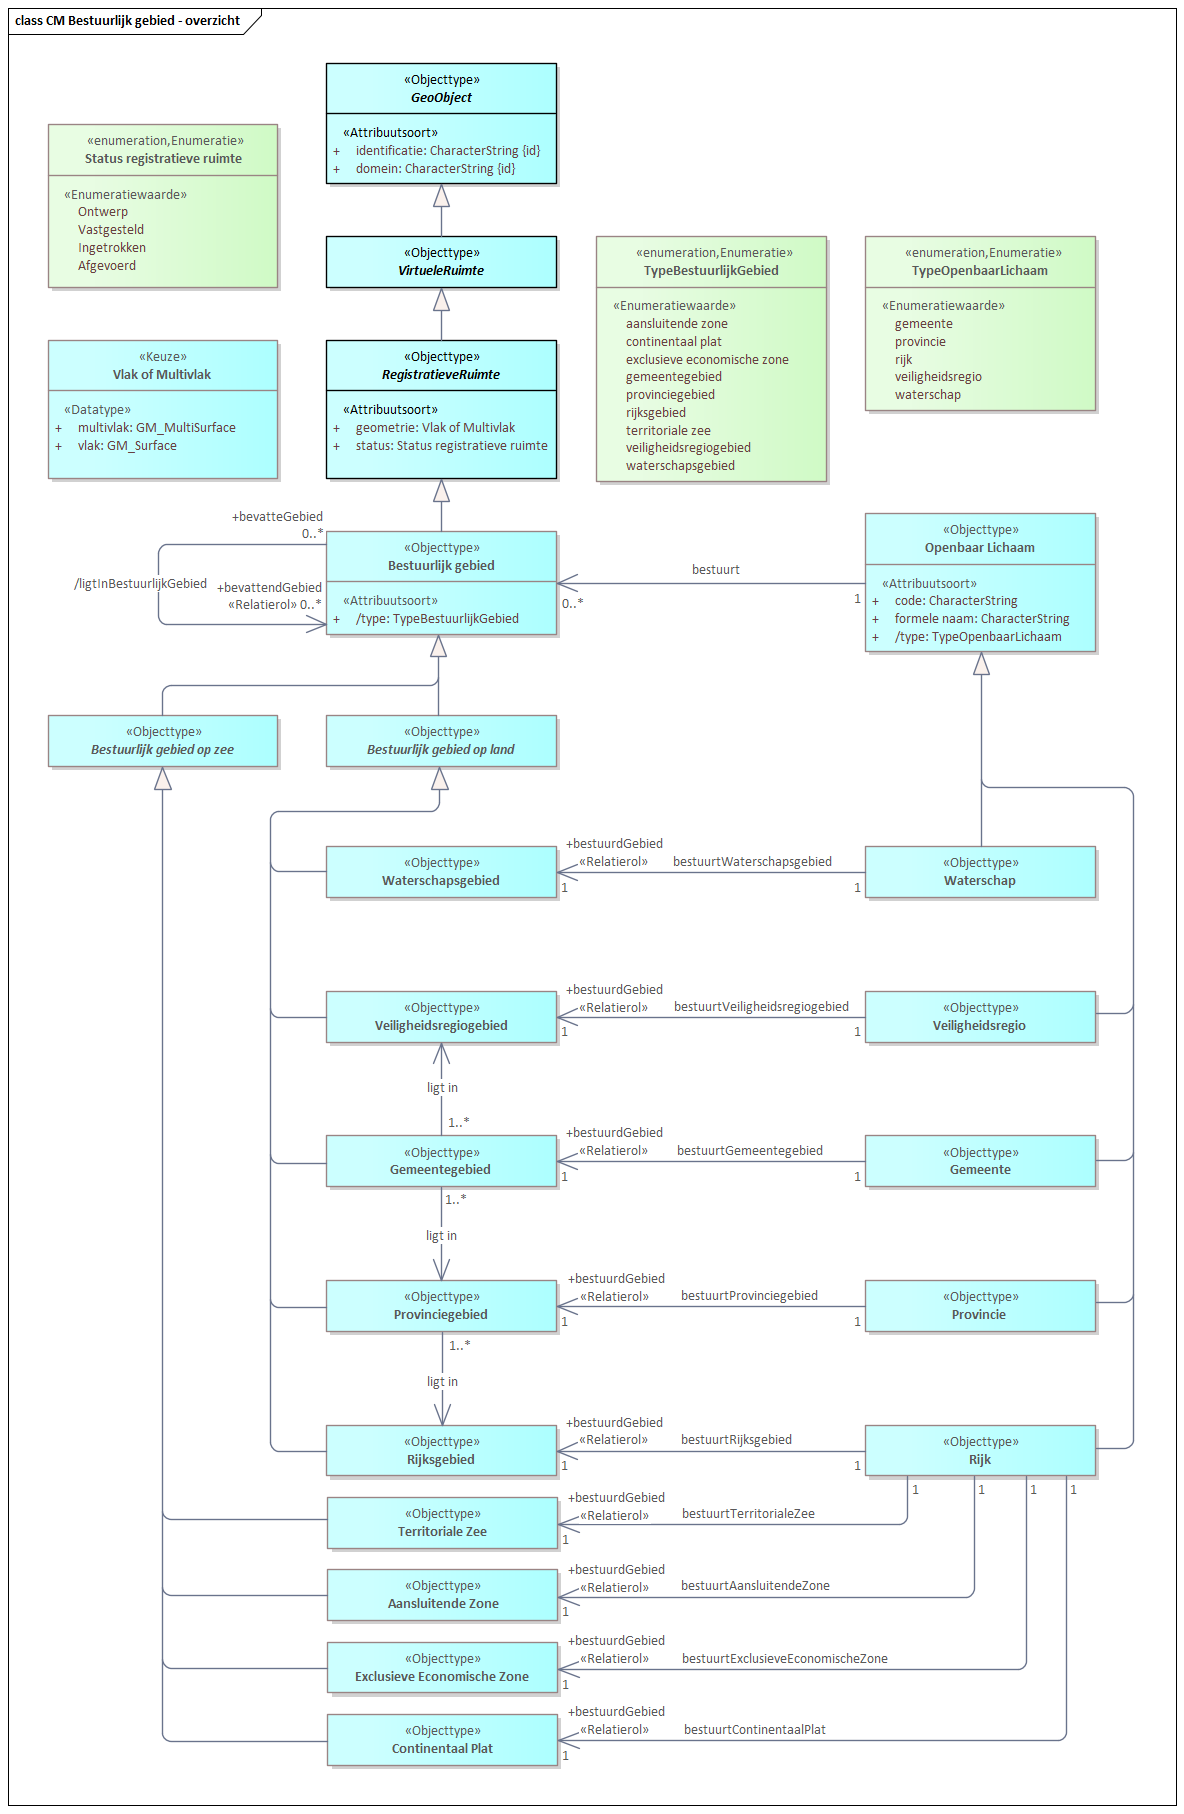 class CM Bestuurlijk gebied - overzicht
«Objecttype»
GeoObject
«Attribuutsoort»
+ identificatie: CharacterString {id}
+ domein: CharacterString {id}
«enumeration,Enumeratie»
Status registratieve ruimte
«Enumeratiewaarde»
Ontwerp
Vastgesteld
Ingetrokken
Afgevoerd
«Objecttype»
VirtueleRuimte
«enumeration,Enumeratie»
TypeBestuurlijkGebied
«Enumeratiewaarde»
aansluitende zone
continentaal plat
exclusieve economische zone
gemeentegebied
provinciegebied
rijksgebied
territoriale zee
veiligheidsregiogebied
waterschapsgebied
«enumeration,Enumeratie»
TypeOpenbaarLichaam
«Enumeratiewaarde»
gemeente
provincie
rijk
veiligheidsregio
waterschap
«Keuze»
Vlak of Multivlak
«Datatype»
+ multivlak: GM_MultiSurface
+ vlak: GM_Surface
«Objecttype»
RegistratieveRuimte
«Attribuutsoort»
+ geometrie: Vlak of Multivlak
+ status: Status registratieve ruimte
+bevatteGebied
0..*
/ligtInBestuurlijkGebied
+bevattendGebied
«Relatierol» 0..*
«Objecttype»
Bestuurlijk gebied
«Attribuutsoort»
+ /type: TypeBestuurlijkGebied
bestuurt
0..*
1
«Objecttype»
Openbaar Lichaam
«Attribuutsoort»
+ code: CharacterString
+ formele naam: CharacterString
+ /type: TypeOpenbaarLichaam
«Objecttype»
Bestuurlijk gebied op zee
«Objecttype»
Bestuurlijk gebied op land
«Objecttype»
Waterschapsgebied
+bestuurdGebied
«Relatierol»
bestuurtWaterschapsgebied
1
1
«Objecttype»
Waterschap
«Objecttype»
Veiligheidsregiogebied
+bestuurdGebied
«Relatierol»
bestuurtVeiligheidsregiogebied
1
1
«Objecttype»
Veiligheidsregio
ligt in
1..*
«Objecttype»
Gemeentegebied
+bestuurdGebied
«Relatierol»
bestuurtGemeentegebied
1
1
«Objecttype»
Gemeente
1..*
ligt in
«Objecttype»
Provinciegebied
+bestuurdGebied
«Relatierol»
bestuurtProvinciegebied
1
1
«Objecttype»
Provincie
1..*
ligt in
«Objecttype»
Rijksgebied
+bestuurdGebied
«Relatierol»
bestuurtRijksgebied
1
1
«Objecttype»
Rijk
1
1
1
1
«Objecttype»
Territoriale Zee
+bestuurdGebied
«Relatierol»
bestuurtTerritorialeZee
1
«Objecttype»
Aansluitende Zone
+bestuurdGebied
«Relatierol»
bestuurtAansluitendeZone
1
«Objecttype»
Exclusieve Economische Zone
+bestuurdGebied
«Relatierol»
bestuurtExclusieveEconomischeZone
1
«Objecttype»
Continentaal Plat
+bestuurdGebied
«Relatierol»
bestuurtContinentaalPlat
1